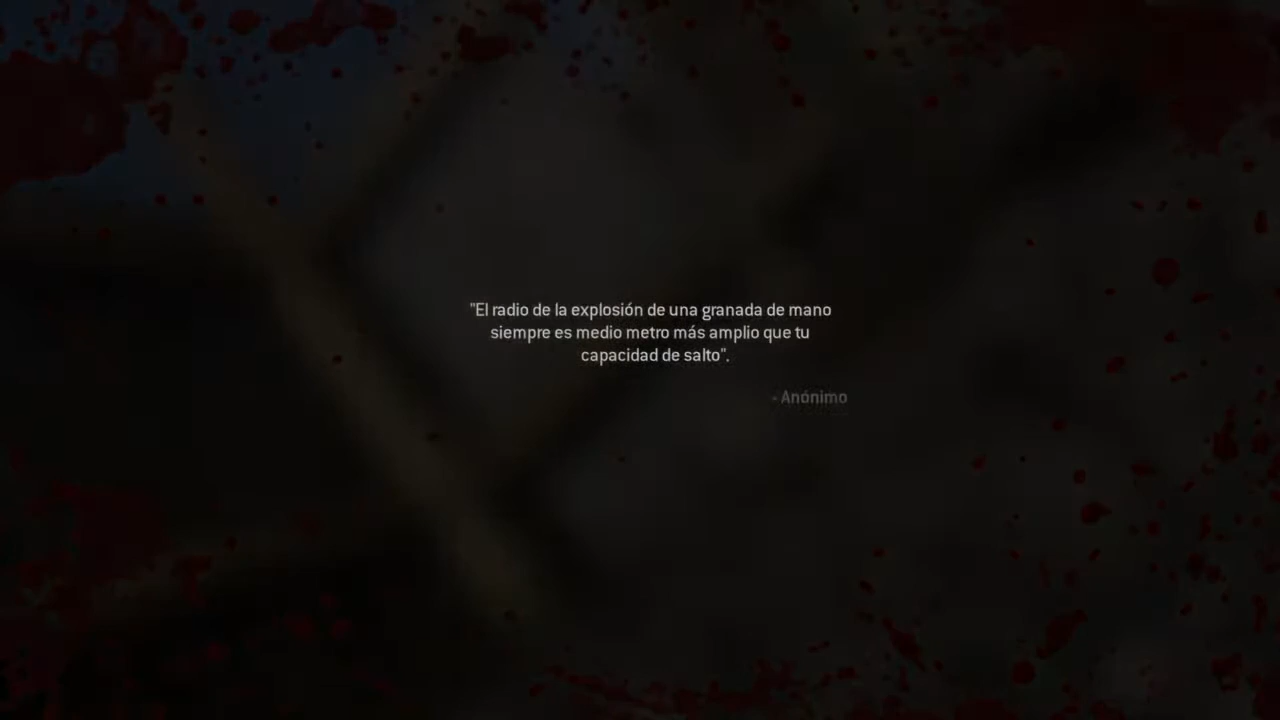 "El radio de la explosión de una granada de mano
siempre es medio metro más amplio que tu
capacidad de salto".
- Anónimo